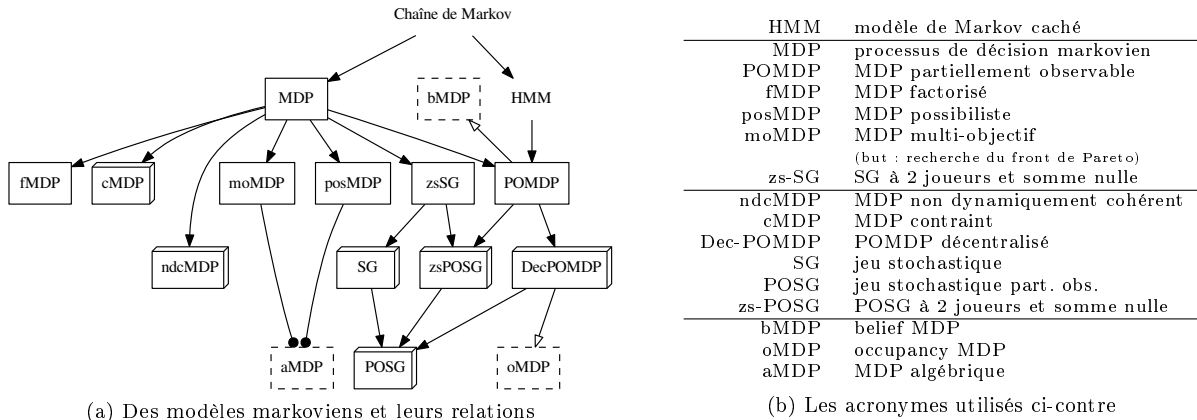 Chaîne de Markov
MDP
bMDP
HMM
fMDP
cMDP
moMDP
posMDP
zsSG
POMDP
ndcMDP
SG
zsPOSG
DecPOMDP
aMDP
POSG
oMDP
(a) Des modèles markoviens et leurs relations
HMM modèle de Markov caché
MDP processus de décision markovien
POMDP MDP partiellement observable
fMDP MDP factorisé
posMDP MDP possibiliste
moMDP MDP multi-objectif
(but : recherche du front de Pareto)
zs-SG SG à 2 joueurs et somme nulle
ndcMDP MDP non dynamiquement cohérent
cMDP MDP contraint
Dec-POMDP POMDP décentralisé
SG jeu stochastique
POSG jeu stochastique part. obs.
zs-POSG POSG à 2 joueurs et somme nulle
bMDP belief MDP
oMDP occupancy MDP
aMDP MDP algébrique
(b) Les acronymes utilisés ci-contre